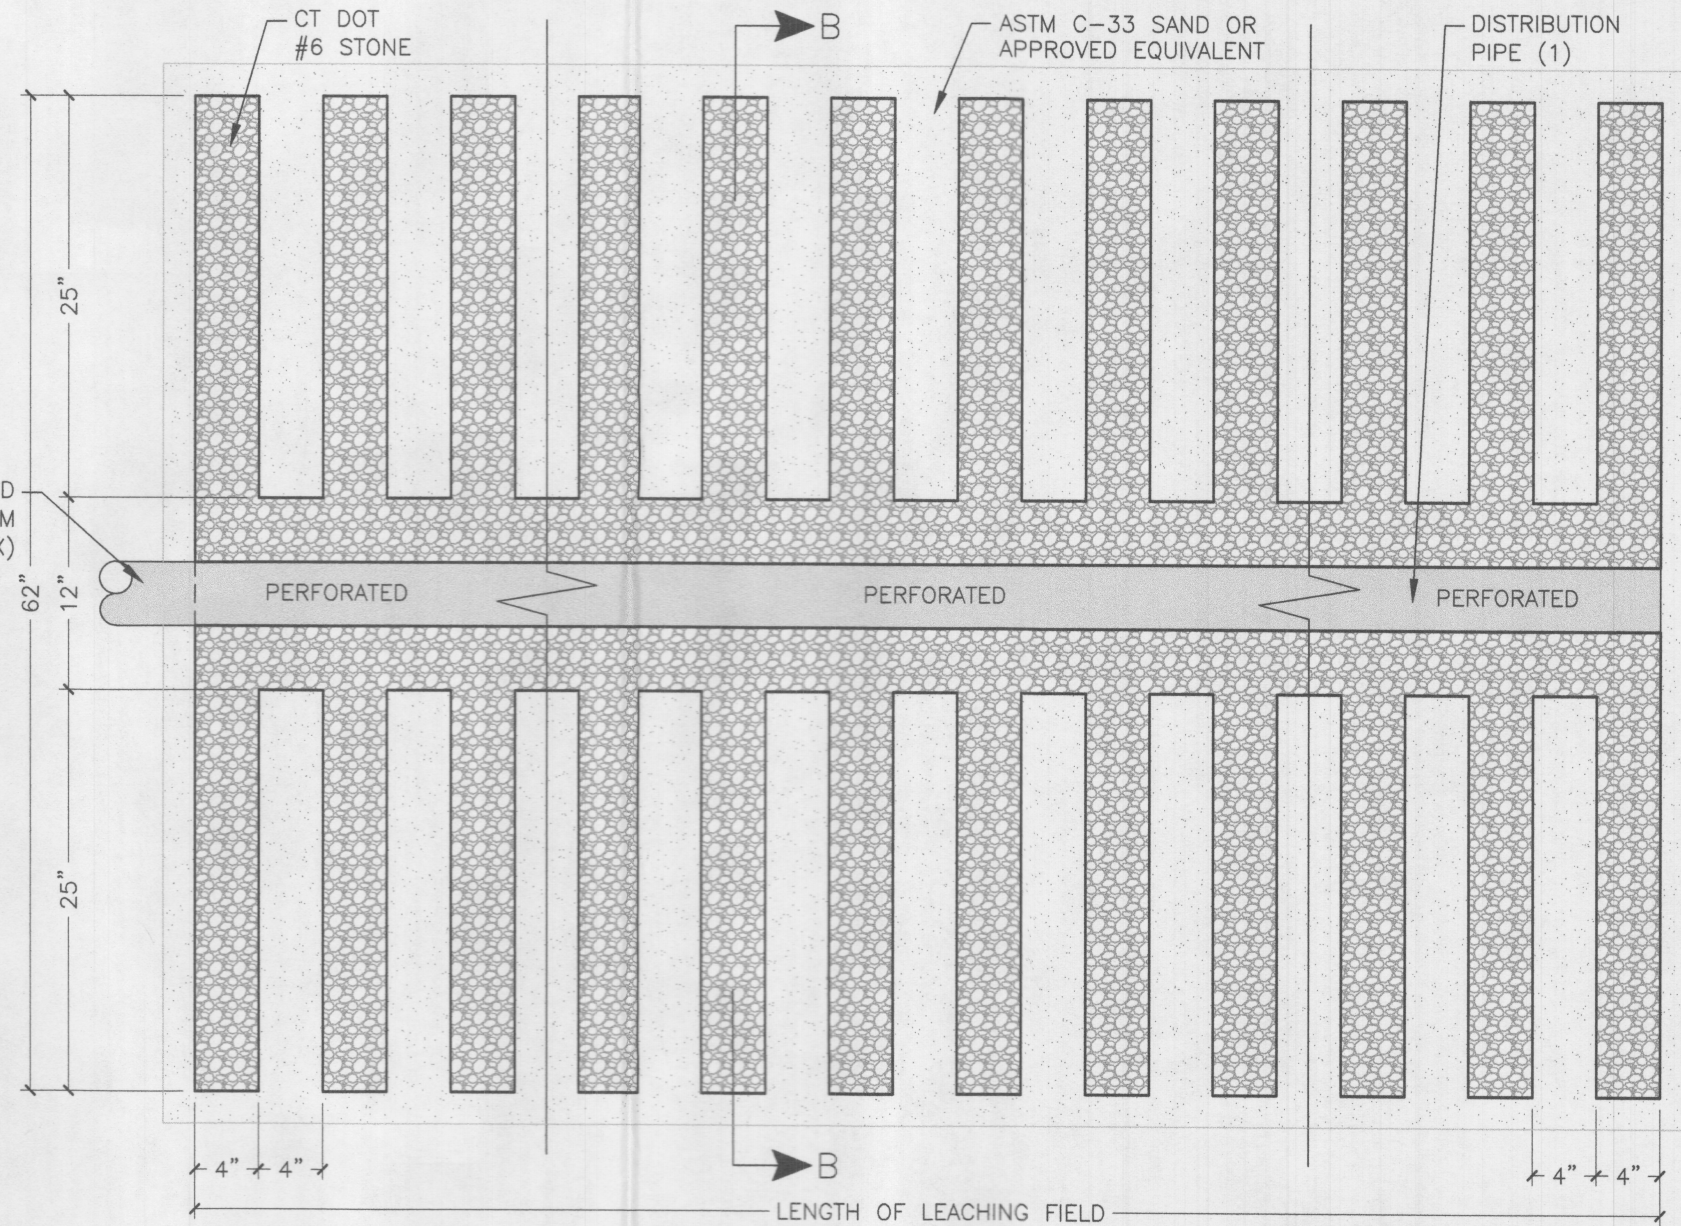 CT DOT
#6 STONE
B
ASTM C-33 SAND OR
APPROVED EQUIVALENT
DISTRIBUTION
PIPE (1)
25"
62"
12"
25"
PERFORATED
PERFORATED
PERFORATED
4"
4"
B
4"
4"
LENGTH OF LEACHING FIELD